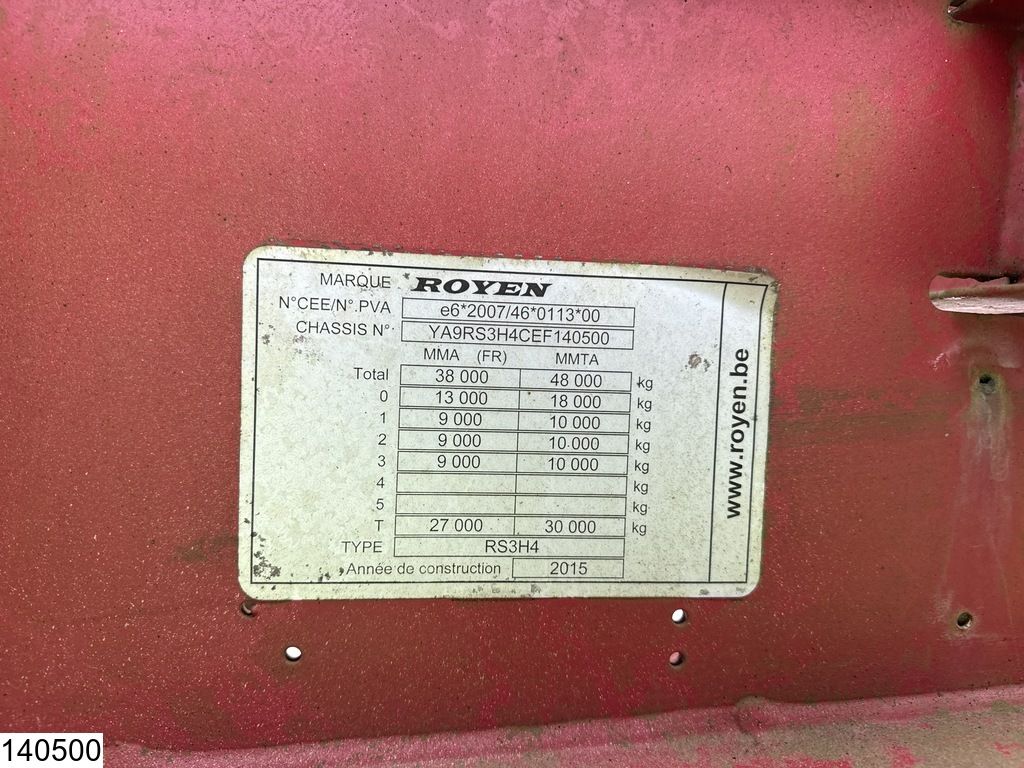 MARQUE ROYEN
N°CEE/N°.PVA e6*2007/46*0113*00
CHASSIS N° YA9RS3H4CEF140500
MMA (FR) MMTA
Total 38 000 48 000 kg
0 13 000 18 000 kg
1 9 000 10 000 kg
2 9 000 10.000 kg
3 9 000 10 000 kg
4 kg
5 kg
T 27 000 30 000 kg
TYPE RS3H4
Année de construction 2015
www.royen.be
140500